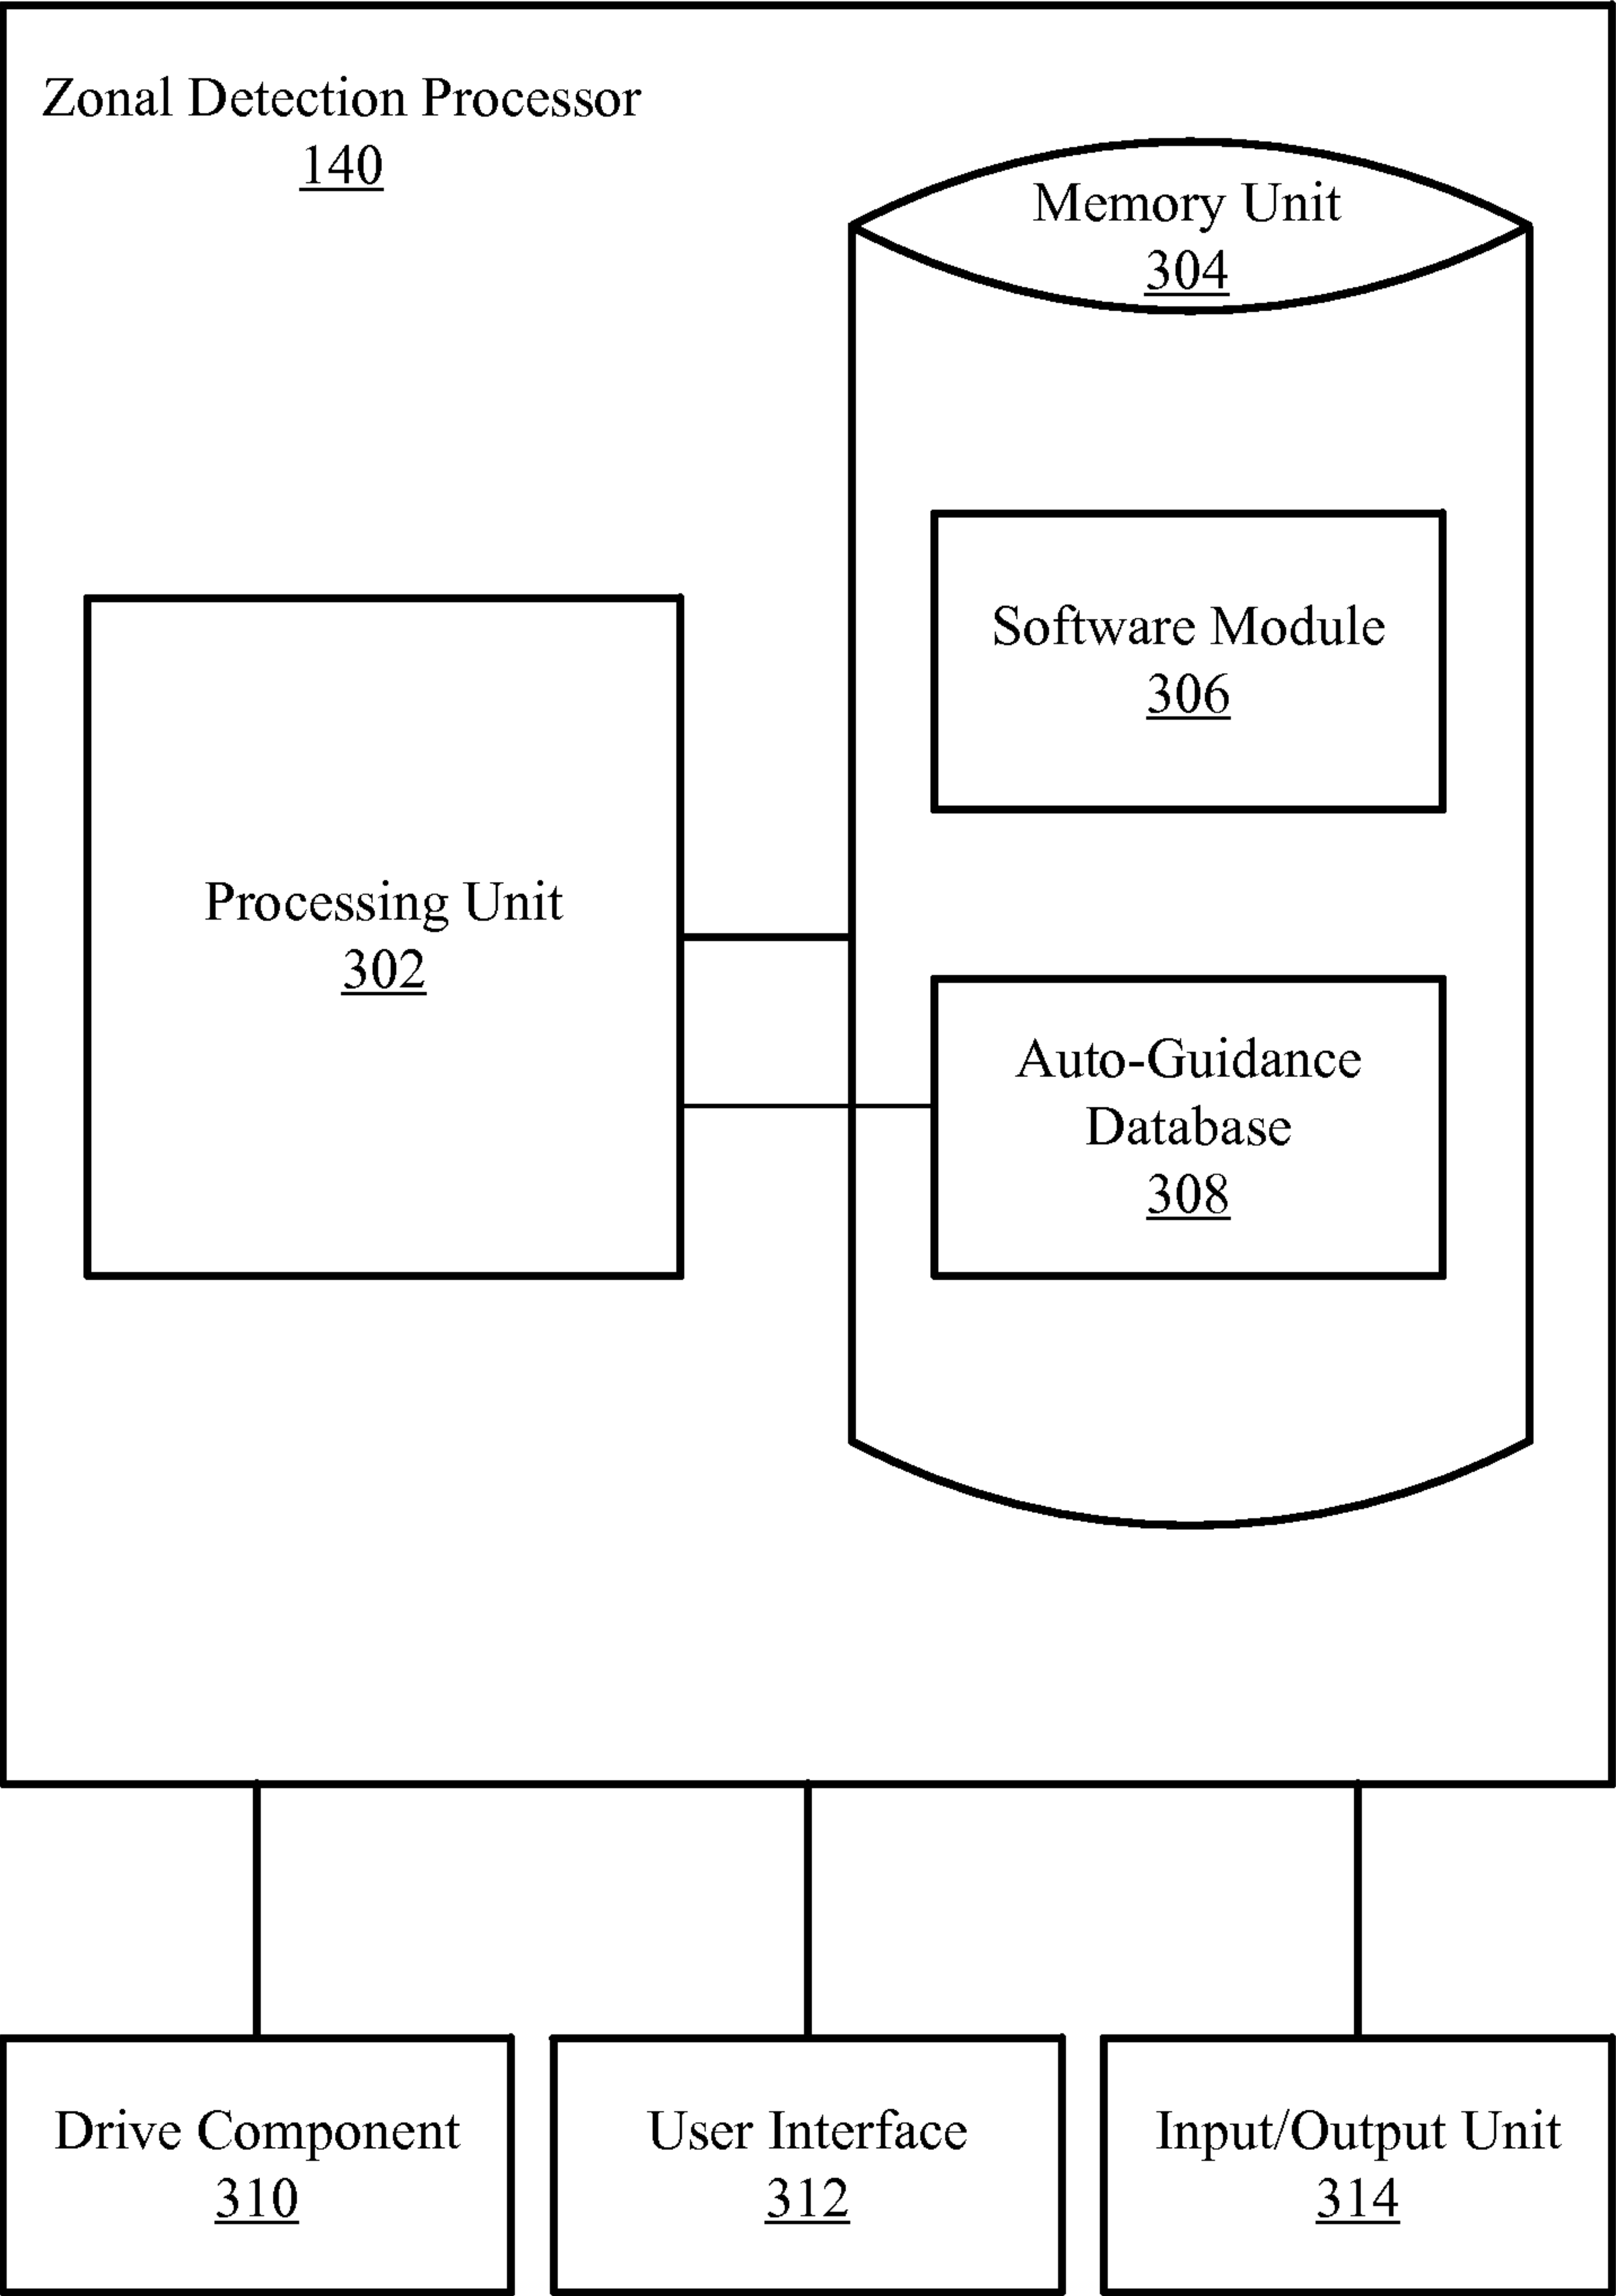 Zonal Detection Processor
140
Memory Unit
304
Software Module
306
Processing Unit
302
Auto-Guidance
Database
308
Drive Component
310
User Interface
312
Input/Output Unit
314